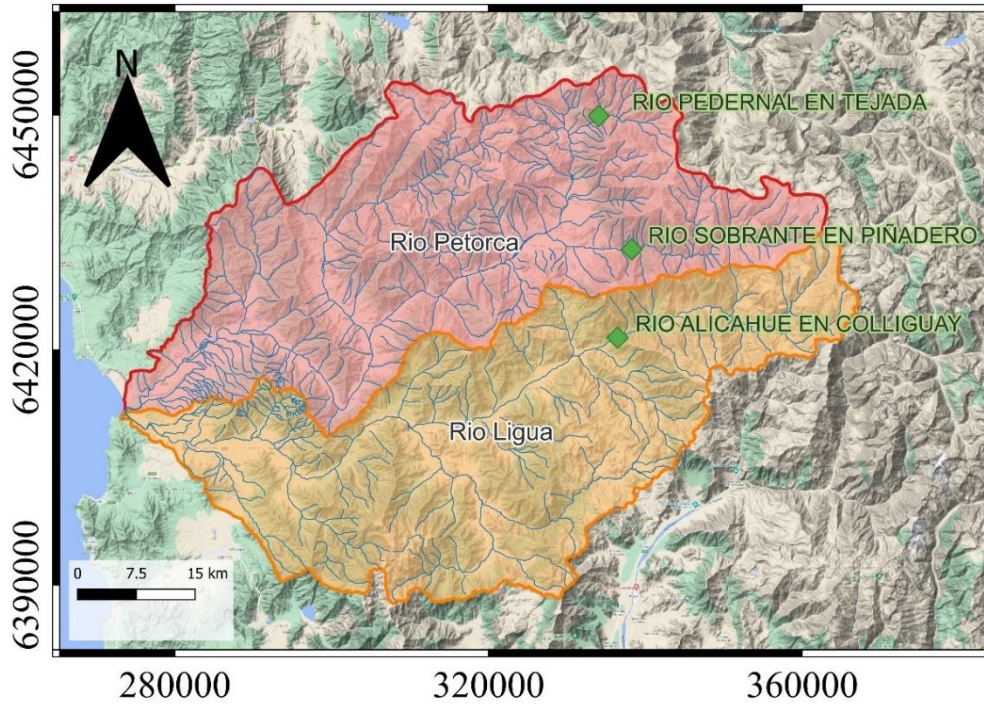 N
RIO PEDERNAL EN TEJADA
RIO SOBRANTE EN PIÑADERO
Rio Petorca
RIO ALICAHUE EN COLLIGUAY
Rio Ligua
6450000
6420000
6390000
0 7.5 15 km
280000 320000 360000